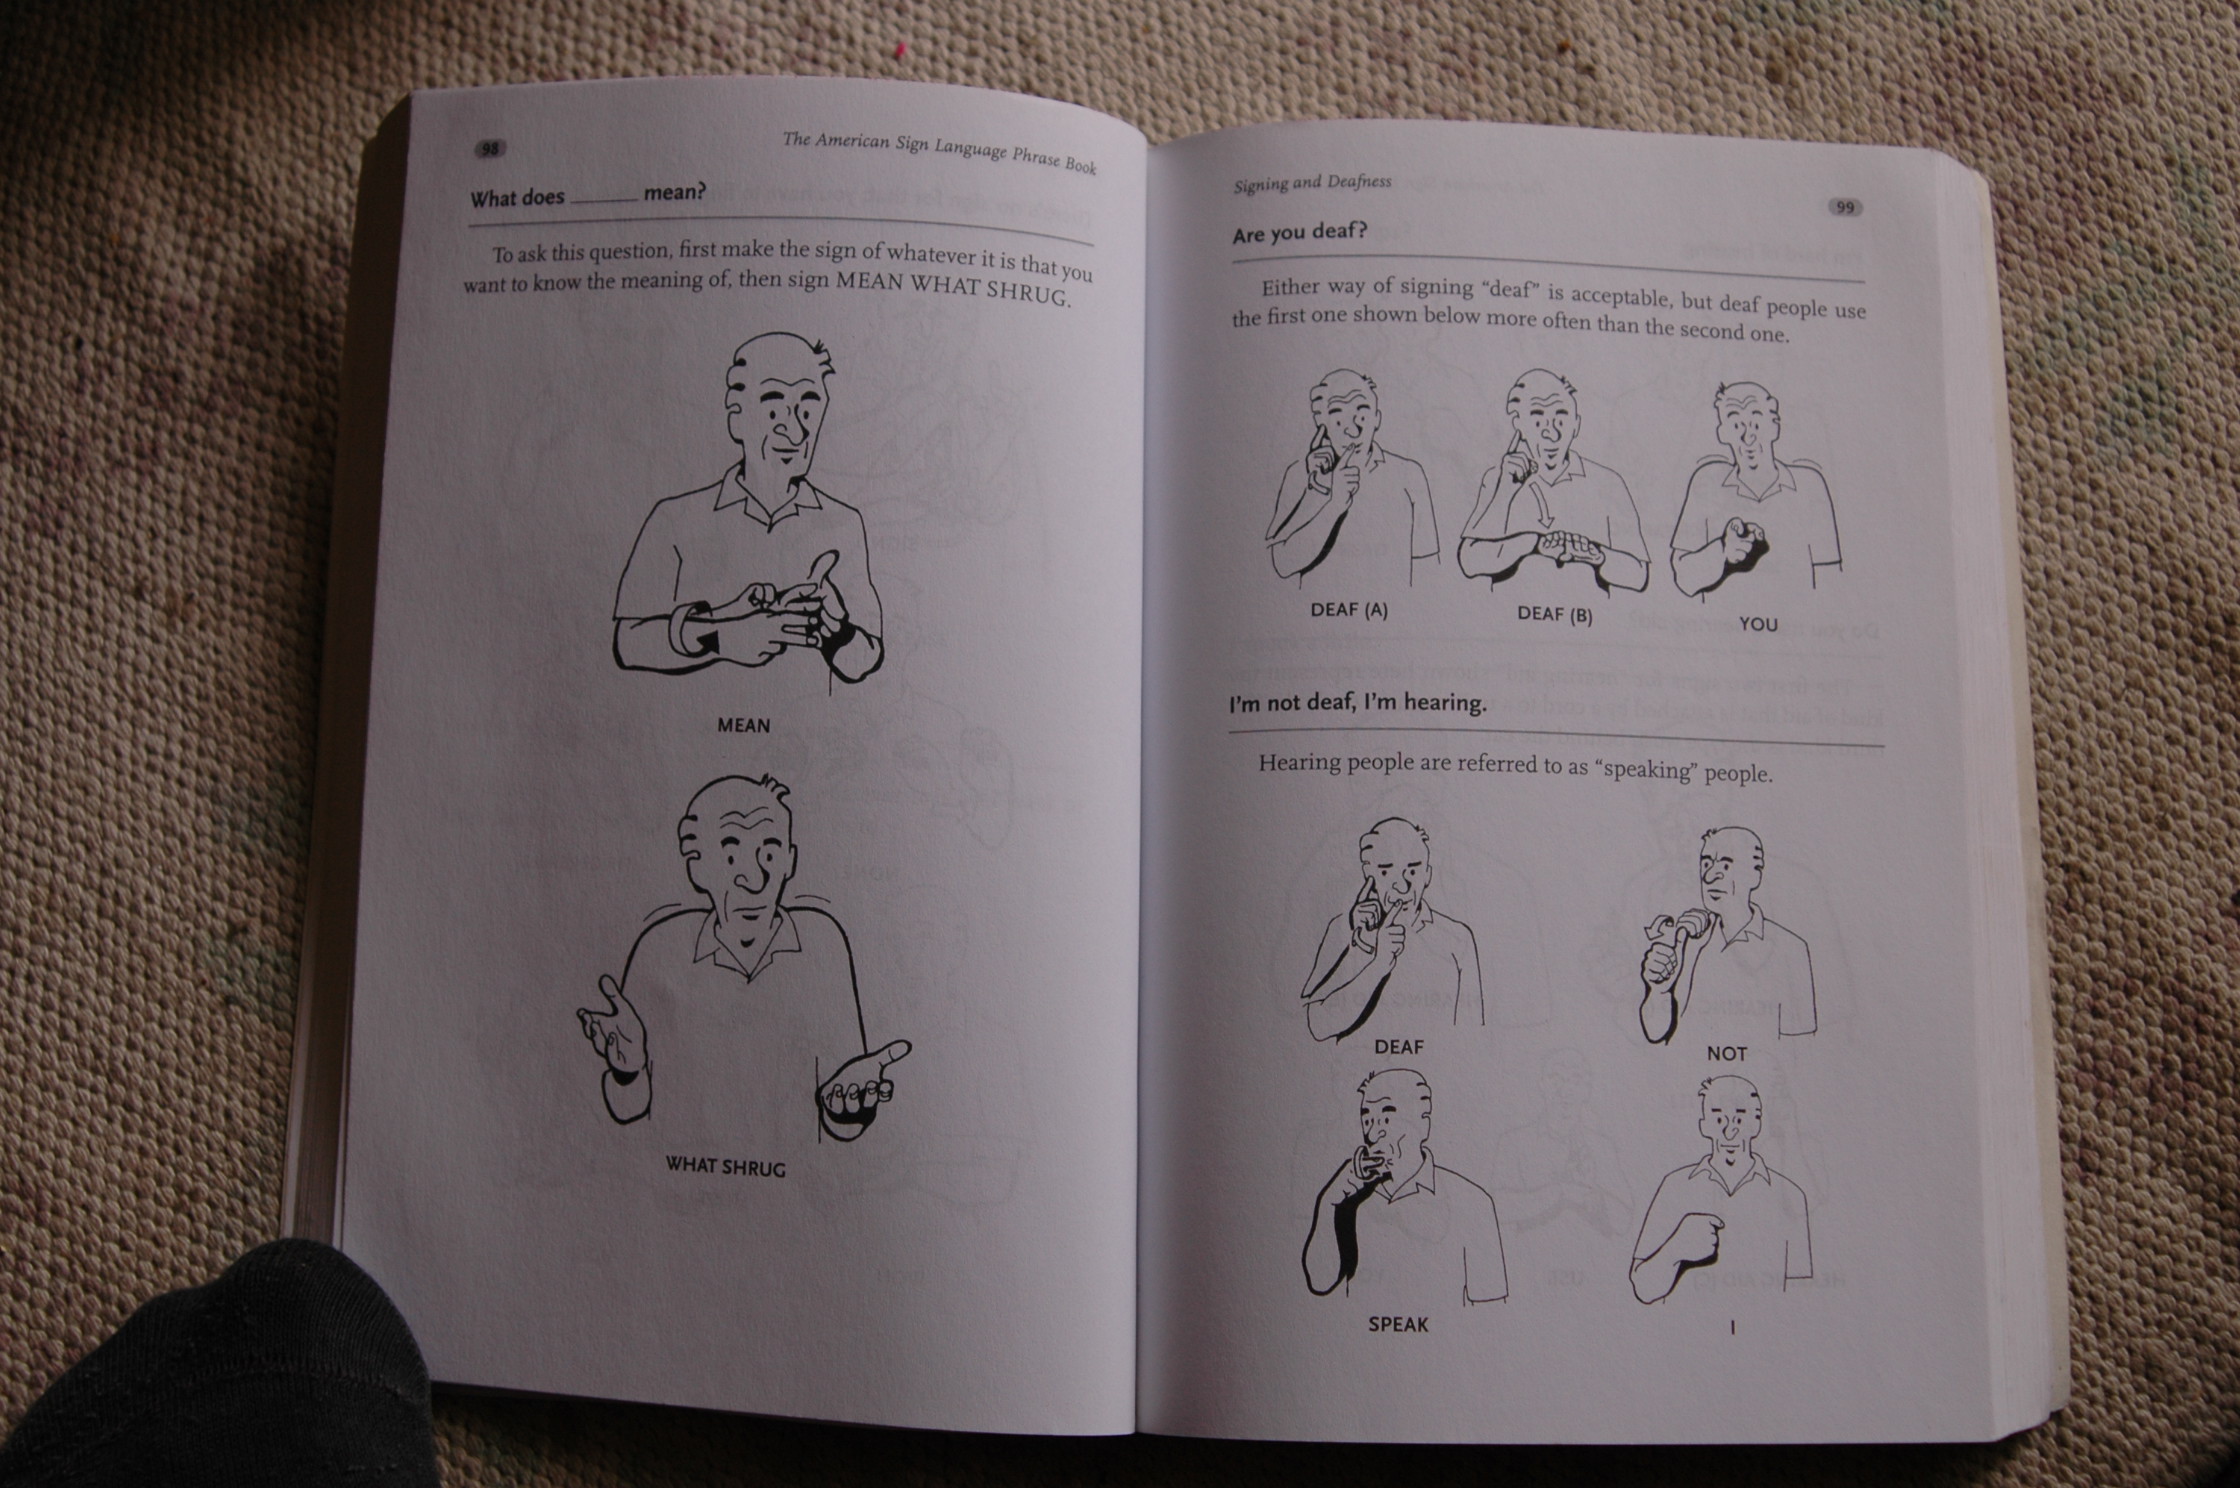 98
The American Sign Language Phrase Book
What does ______ mean?
To ask this question, first make the sign of whatever it is that you
want to know the meaning of, then sign MEAN WHAT SHRUG.
MEAN
WHAT SHRUG
Signing and Deafness
99
Are you deaf?
Either way of signing “deaf” is acceptable, but deaf people use
the first one shown below more often than the second one.
DEAF (A)
DEAF (B)
YOU
I’m not deaf, I’m hearing.
Hearing people are referred to as “speaking” people.
DEAF
NOT
SPEAK
I